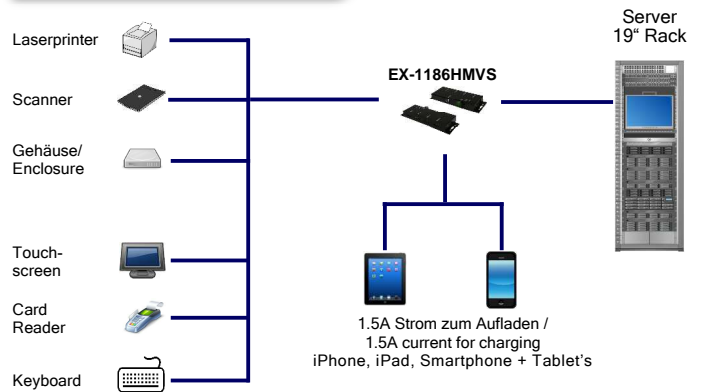 Laserprinter
Scanner
Gehäuse/
Enclosure
Touch-
screen
Card
Reader
Keyboard
EX-1186HMVS
Server
19“ Rack
1.5A Strom zum Aufladen /
1.5A current for charging
iPhone, iPad, Smartphone + Tablet's